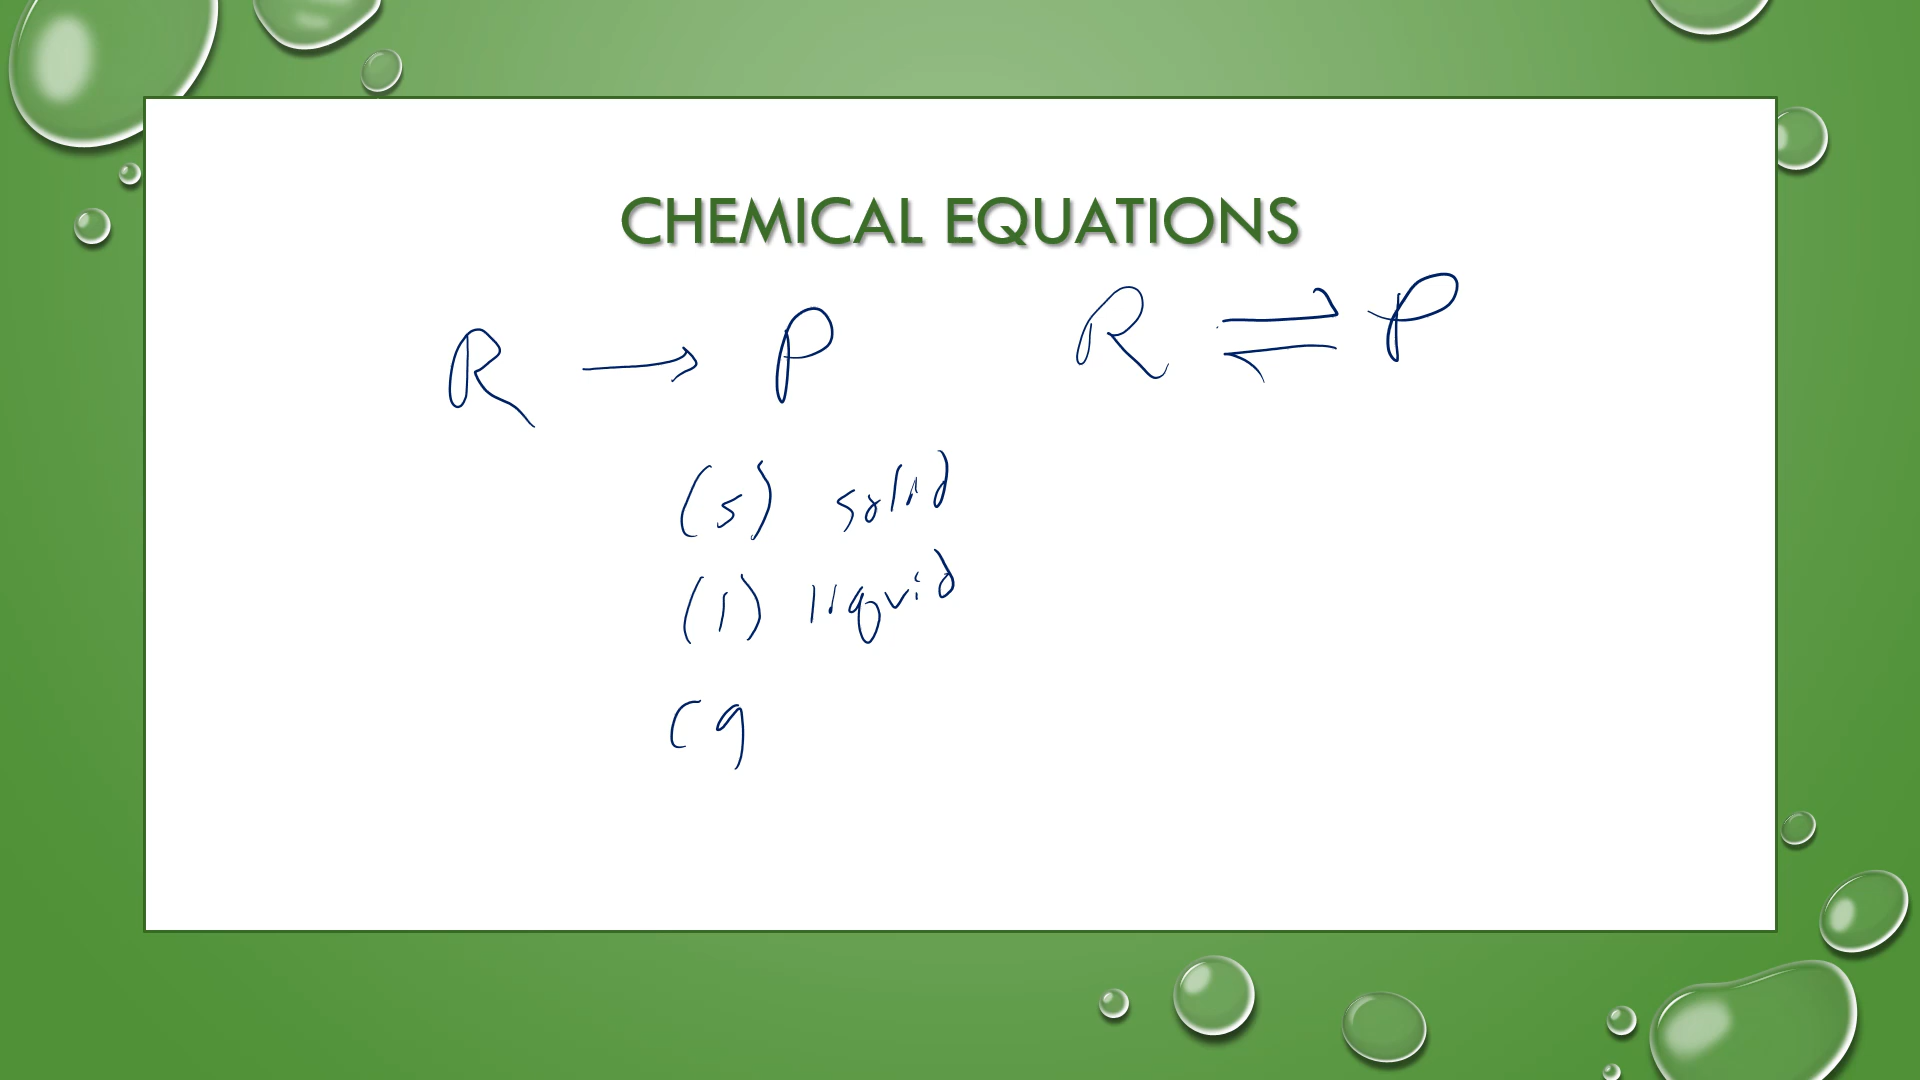 CHEMICAL EQUATIONS
R → P
R ⇌ P
(s) solid
(l) liquid
(g